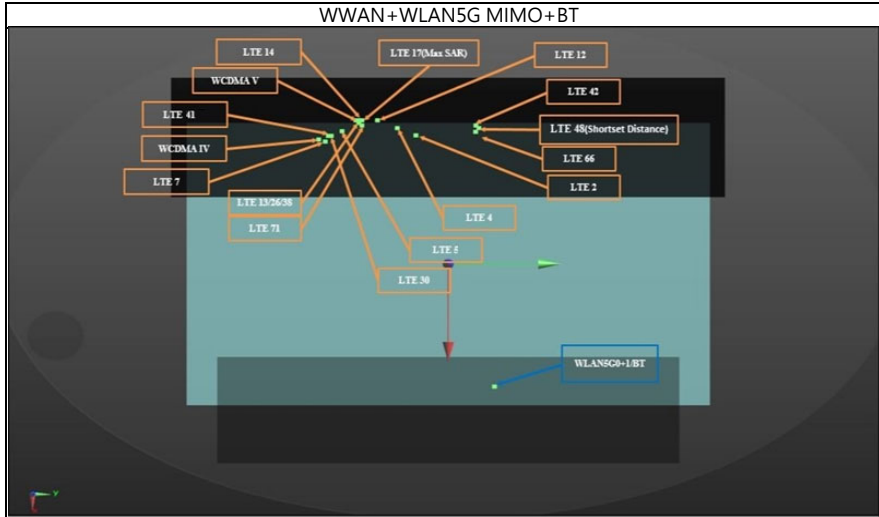 WWAN+WLAN5G MIMO+BT
LTE 14
LTE 17(Max SAR)
LTE 12
WCDMA V
LTE 42
LTE 41
LTE 48(Shortset Distance)
WCDMA IV
LTE 66
LTE 7
LTE 2
LTE 13/26/38
LTE 4
LTE 71
LTE 5
LTE 30
WLAN5G0+1/BT
Y